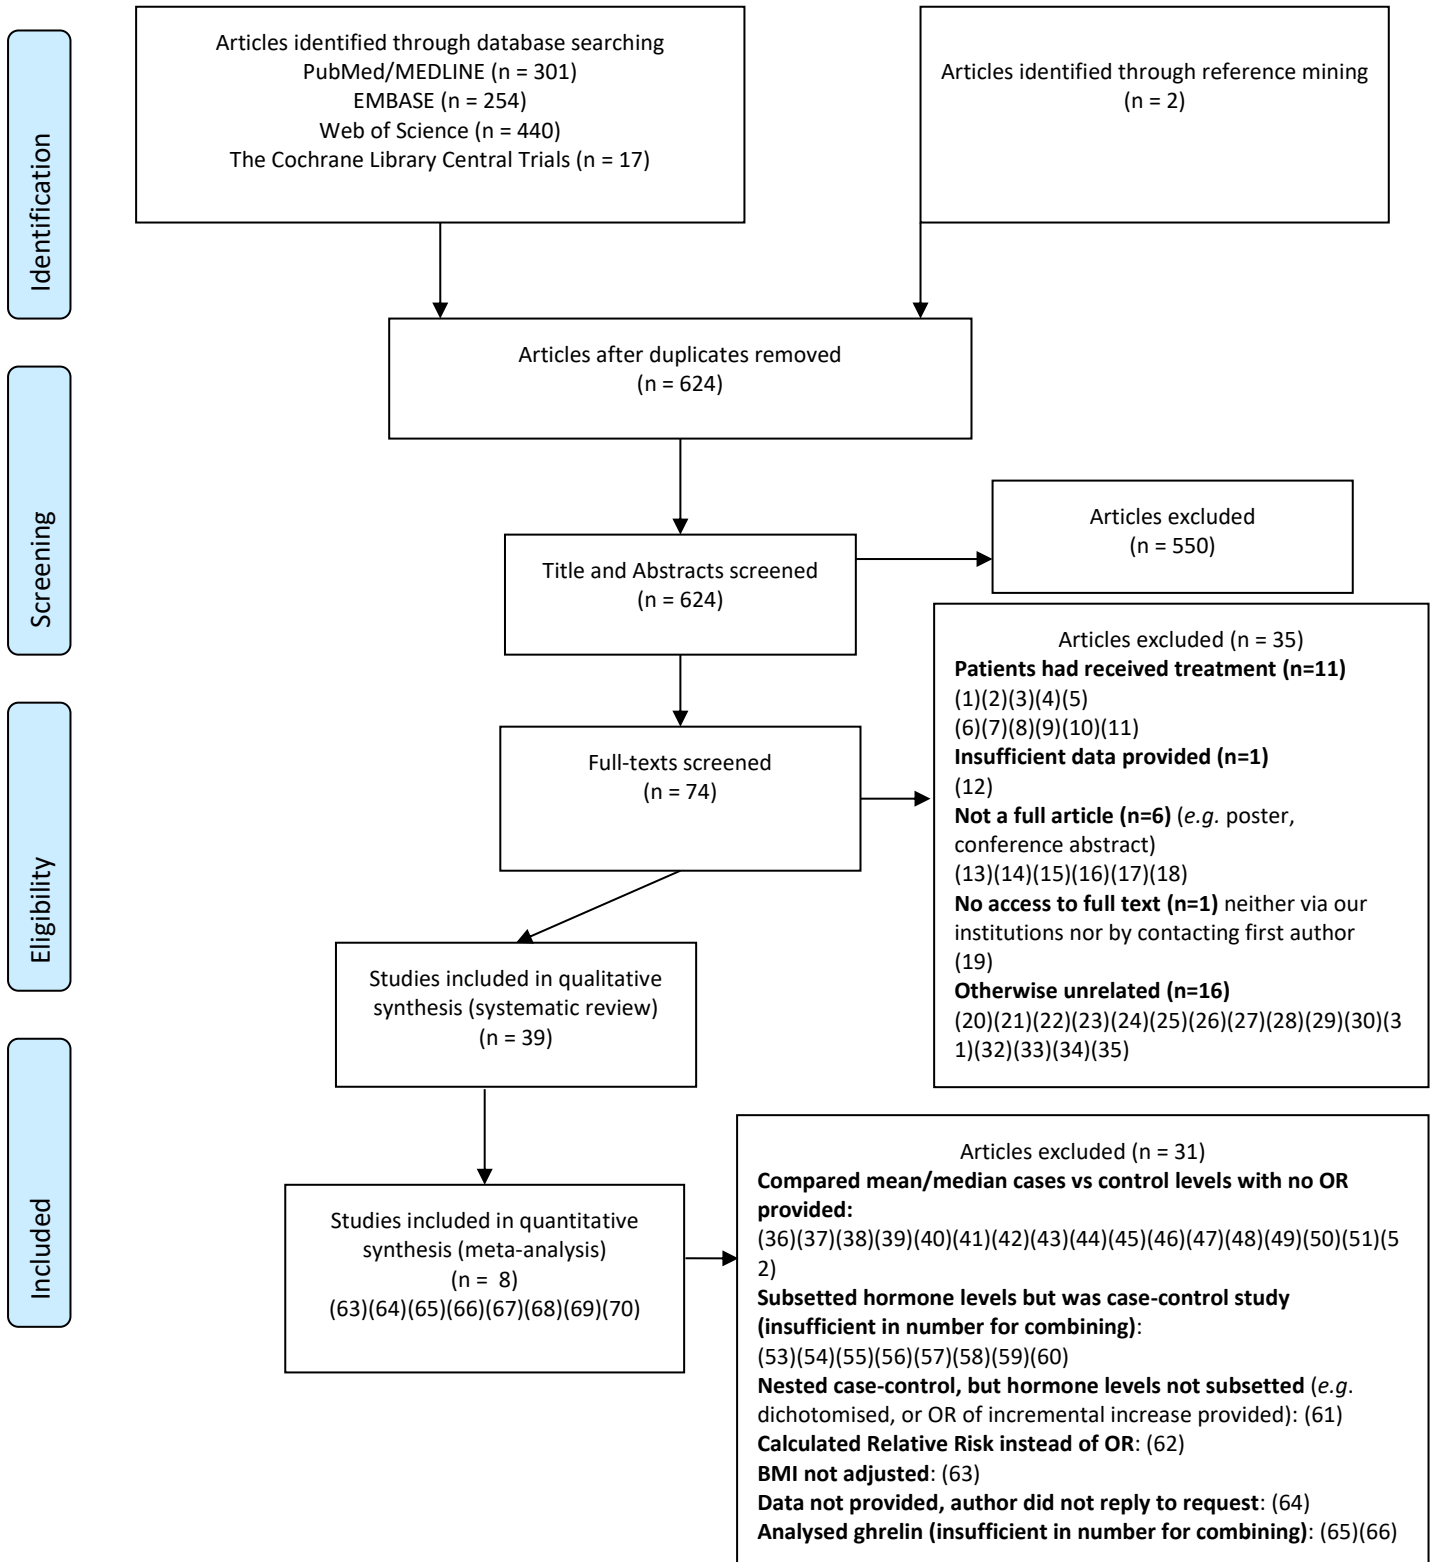 Identification
Articles identified through database searching
PubMed/MEDLINE (n = 301)
EMBASE (n = 254)
Web of Science (n = 440)
The Cochrane Library Central Trials (n = 17)
Articles identified through reference mining
(n = 2)
Articles after duplicates removed
(n = 624)
Screening
Title and Abstracts screened
(n = 624)
Articles excluded
(n = 550)
Eligibility
Full-texts screened
(n = 74)
Articles excluded (n = 35)
Patients had received treatment (n=11)
(1)(2)(3)(4)(5)
(6)(7)(8)(9)(10)(11)
Insufficient data provided (n=1)
(12)
Not a full article (n=6) (e.g. poster,
conference abstract)
(13)(14)(15)(16)(17)(18)
No access to full text (n=1) neither via our
institutions nor by contacting first author
(19)
Otherwise unrelated (n=16)
(20)(21)(22)(23)(24)(25)(26)(27)(28)(29)(30)(3
1)(32)(33)(34)(35)
Studies included in qualitative
synthesis (systematic review)
(n = 39)
Included
Studies included in quantitative
synthesis (meta-analysis)
(n =  8)
(63)(64)(65)(66)(67)(68)(69)(70)
Articles excluded (n = 31)
Compared mean/median cases vs control levels with no OR
provided:
(36)(37)(38)(39)(40)(41)(42)(43)(44)(45)(46)(47)(48)(49)(50)(51)(5
2)
Subsetted hormone levels but was case-control study
(insufficient in number for combining):
(53)(54)(55)(56)(57)(58)(59)(60)
Nested case-control, but hormone levels not subsetted (e.g.
dichotomised, or OR of incremental increase provided): (61)
Calculated Relative Risk instead of OR: (62)
BMI not adjusted: (63)
Data not provided, author did not reply to request: (64)
Analysed ghrelin (insufficient in number for combining): (65)(66)